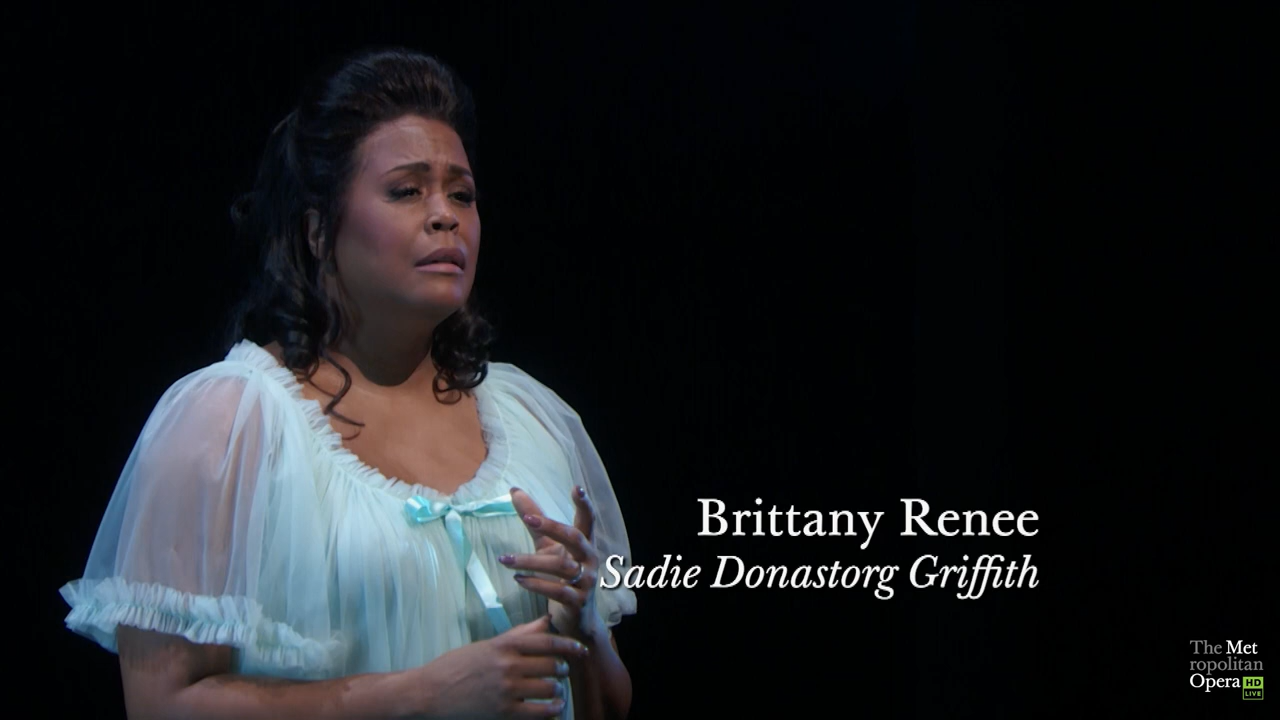 Brittany Renee
Sadie Donastorg Griffith
The Met
ropolitan
Opera HD
LIVE